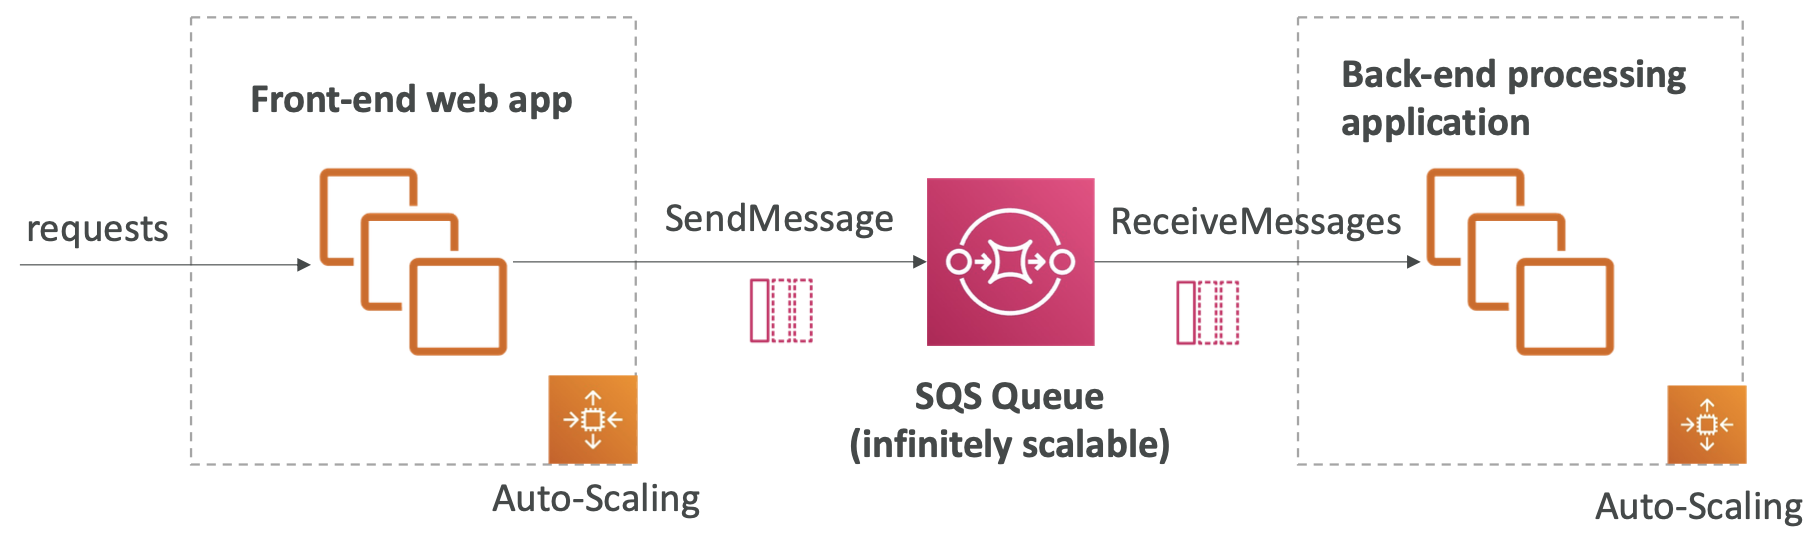 Front-end web app
Back-end processing
application
requests
SendMessage
ReceiveMessages
SQS Queue
(infinitely scalable)
Auto-Scaling
Auto-Scaling